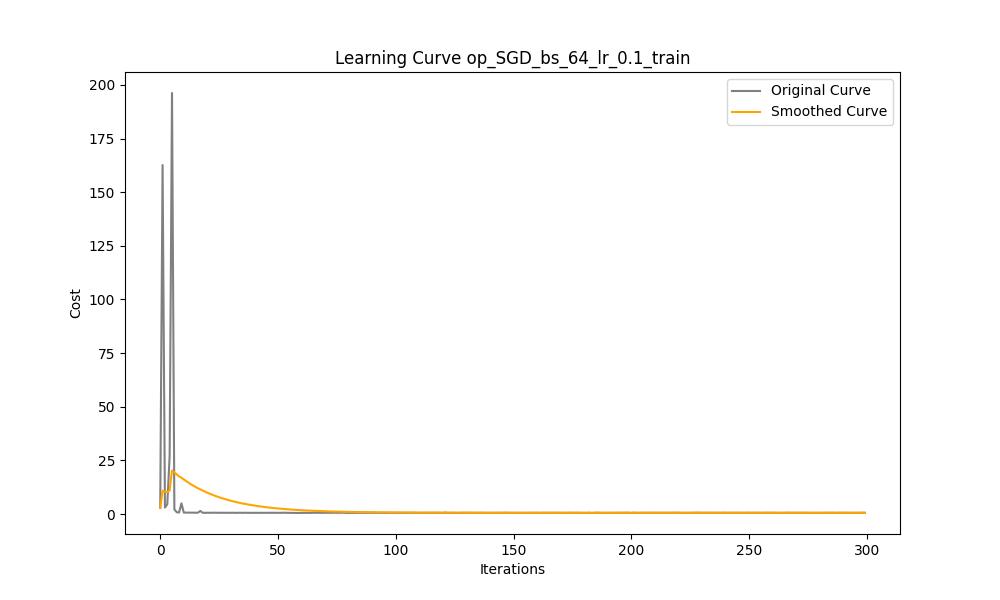 Learning Curve op_SGD_bs_64_lr_0.1_train
Original Curve
Smoothed Curve
200
175
150
125
100
75
50
25
0
Cost
0 50 100 150 200 250 300
Iterations